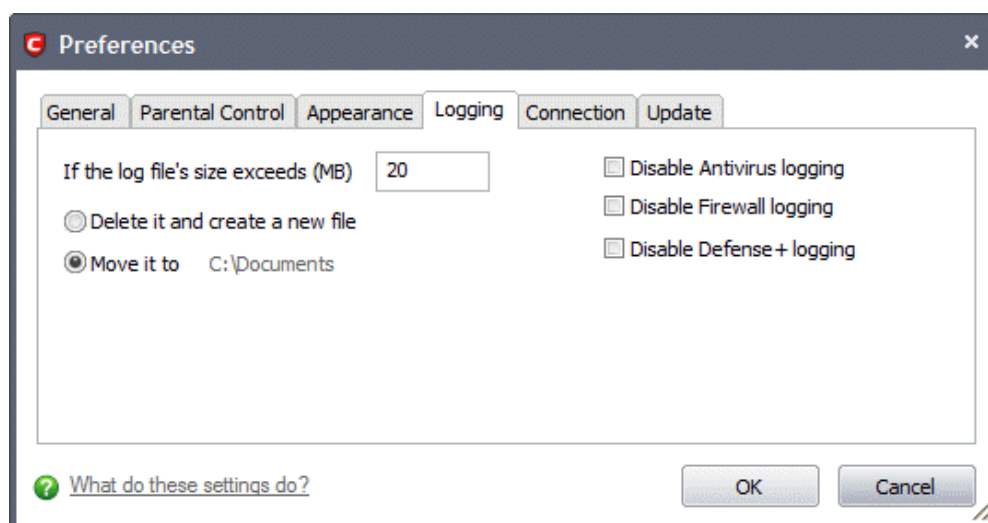 Preferences
General Parental Control Appearance Logging Connection Update
If the log file's size exceeds (MB) 20
Delete it and create a new file
Move it to C:\Documents
Disable Antivirus logging
Disable Firewall logging
Disable Defense+ logging
What do these settings do?
OK Cancel